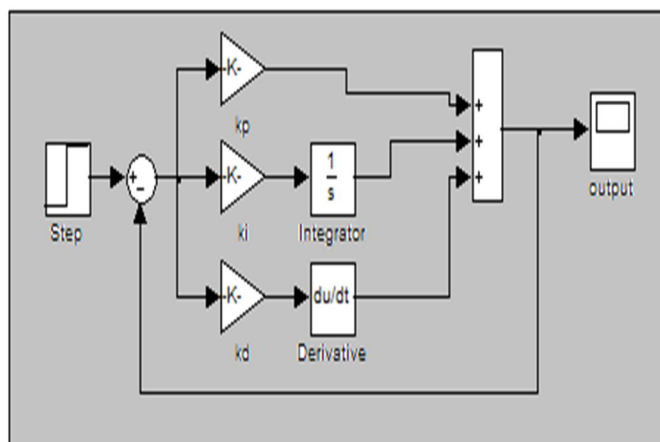 -K-
kp
+
Step
+
-
-K-
ki
1
s
Integrator
+
+
output
-K-
kd
du/dt
Derivative